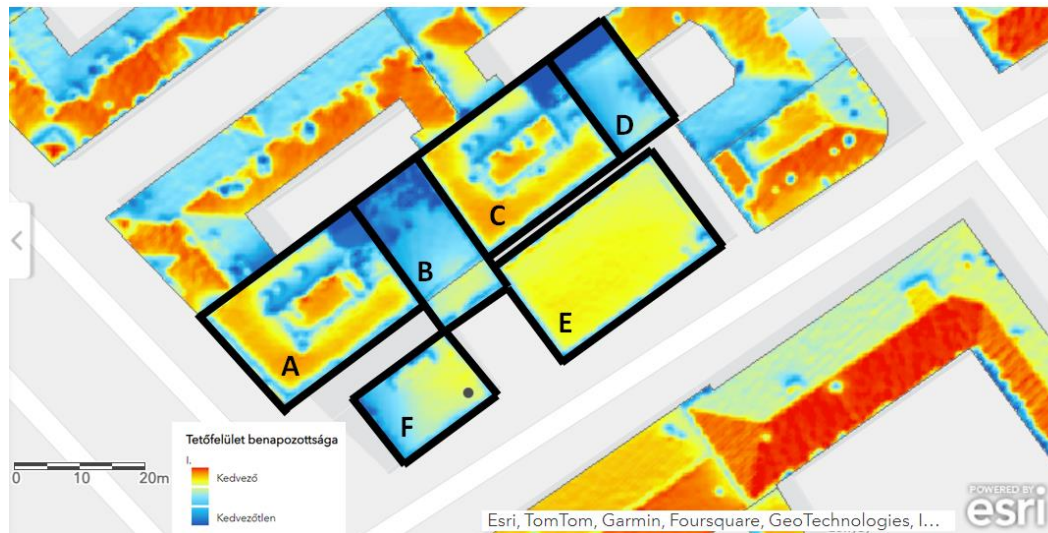 D
C
B
E
A
F
Tetőfelület benapozottsága
I.
Kedvező
Kedvezőtlen
0 10 20m
POWERED BY
esri
Esri, TomTom, Garmin, Foursquare, GeoTechnologies, I...